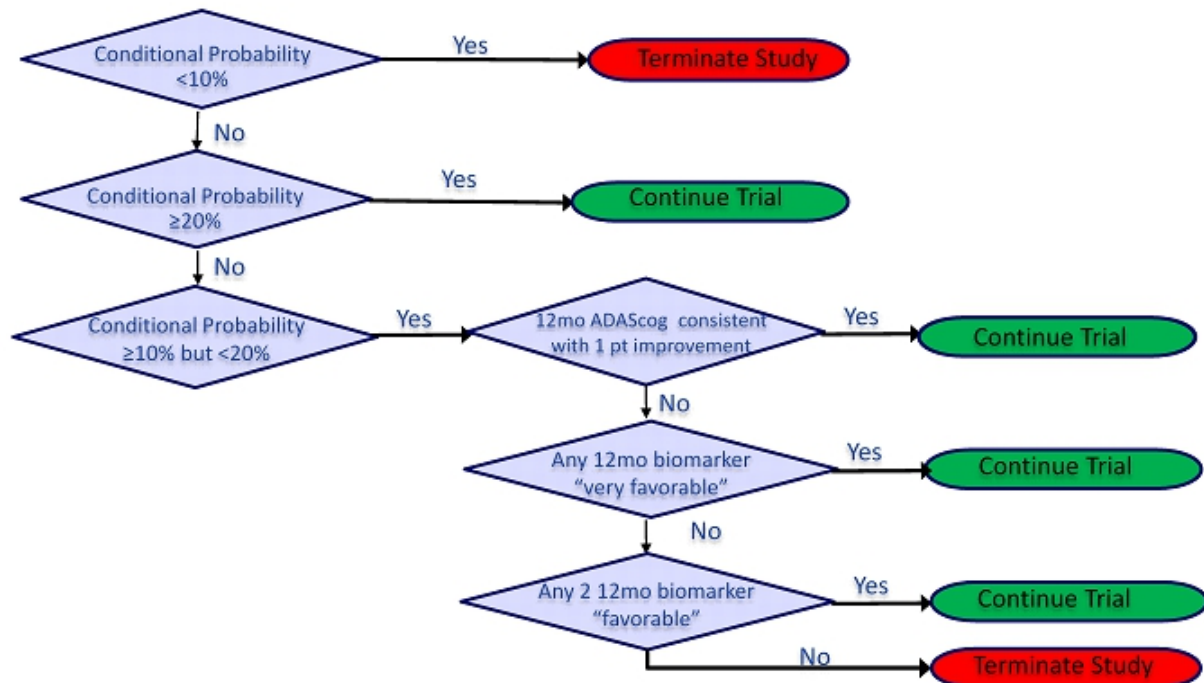 Conditional Probability
<10%
Yes
Terminate Study
No
Conditional Probability
≥20%
Yes
Continue Trial
No
Conditional Probability
≥10% but <20%
Yes
12mo ADAScog consistent
with 1 pt improvement
Yes
Continue Trial
No
Any 12mo biomarker
“very favorable”
Yes
Continue Trial
No
Any 2 12mo biomarker
“favorable”
Yes
Continue Trial
No
Terminate Study